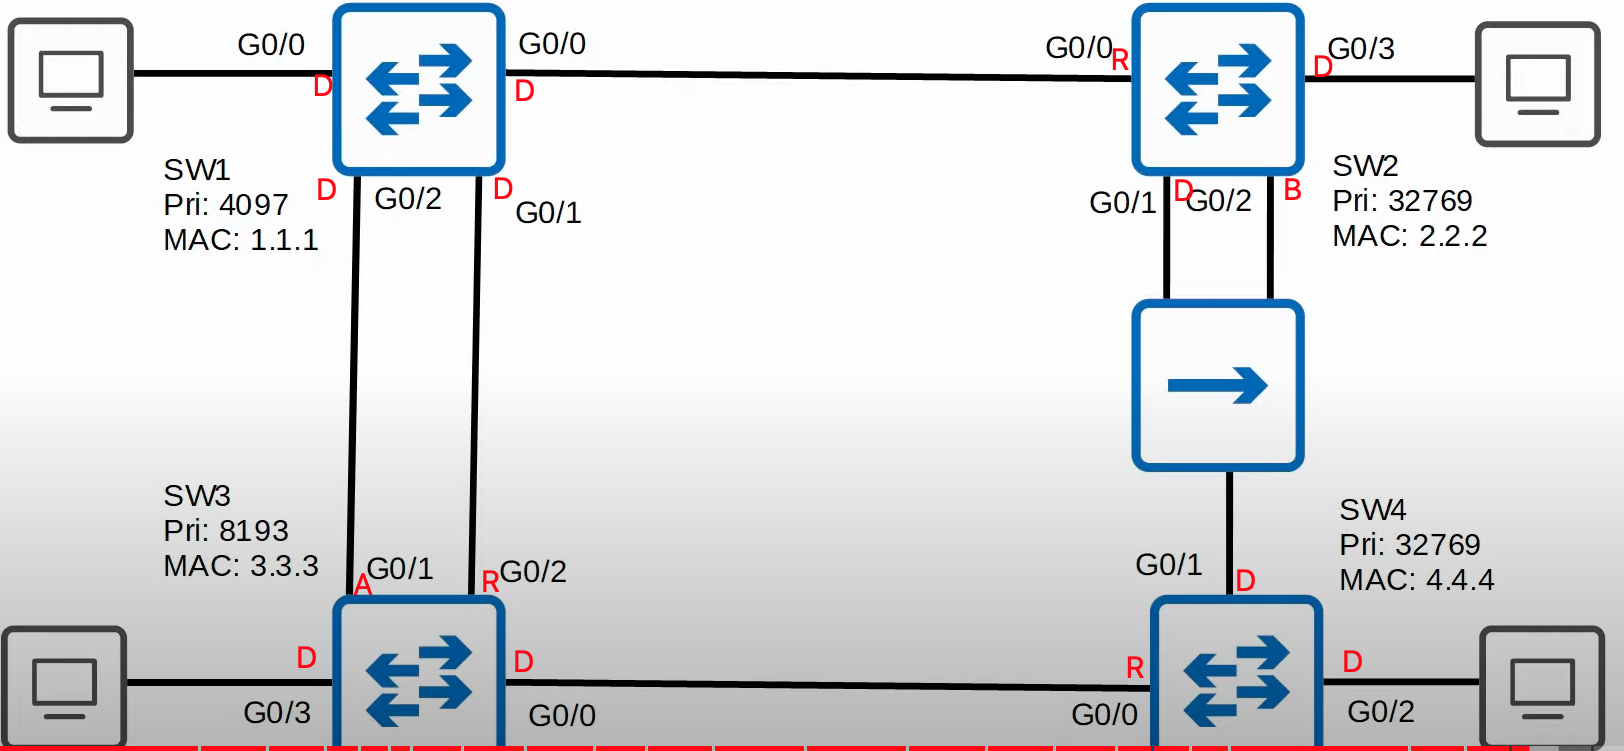 G0/0
G0/0
G0/0
R
G0/3
D
D
D
SW1
Pri: 4097
MAC: 1.1.1
D
G0/2
D
G0/1
G0/1
D
G0/2
B
SW2
Pri: 32769
MAC: 2.2.2
SW3
Pri: 8193
MAC: 3.3.3
A
G0/1
R
G0/2
G0/1
D
SW4
Pri: 32769
MAC: 4.4.4
D
D
R
D
G0/3
G0/0
G0/0
G0/2